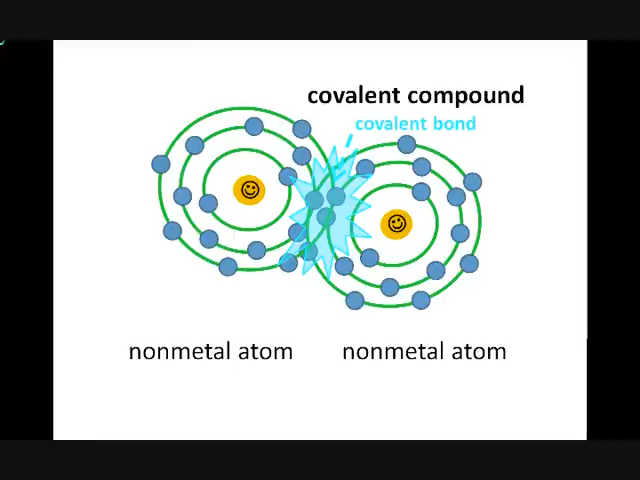 covalent compound
covalent bond
nonmetal atom
nonmetal atom